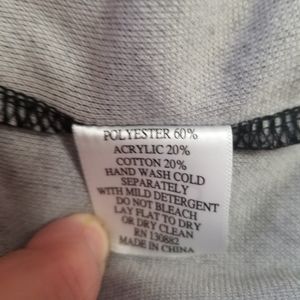 POLYESTER 60%
ACRYLIC 20%
COTTON 20%
HAND WASH COLD
SEPARATELY
WITH MILD DETERGENT
DO NOT BLEACH
LAY FLAT TO DRY
OR DRY CLEAN
RN 130882
MADE IN CHINA